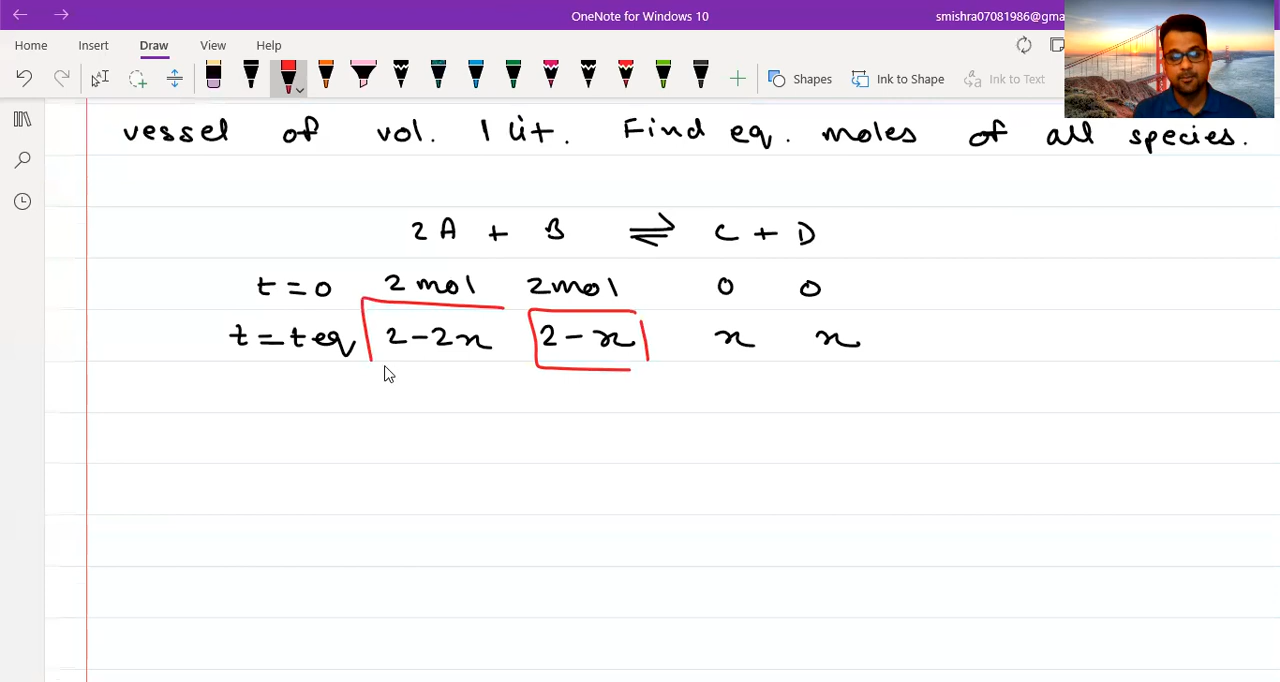 OneNote for Windows 10
smishra07081986@gma
Home Insert Draw View Help
Shapes Ink to Shape Ink to Text
vessel of vol. 1 lit. Find eq. moles of all species.
2A + B ⇌ C + D
t = 0 2 mol 2 mol 0 0
t = t eq 2 - 2x 2 - x x x